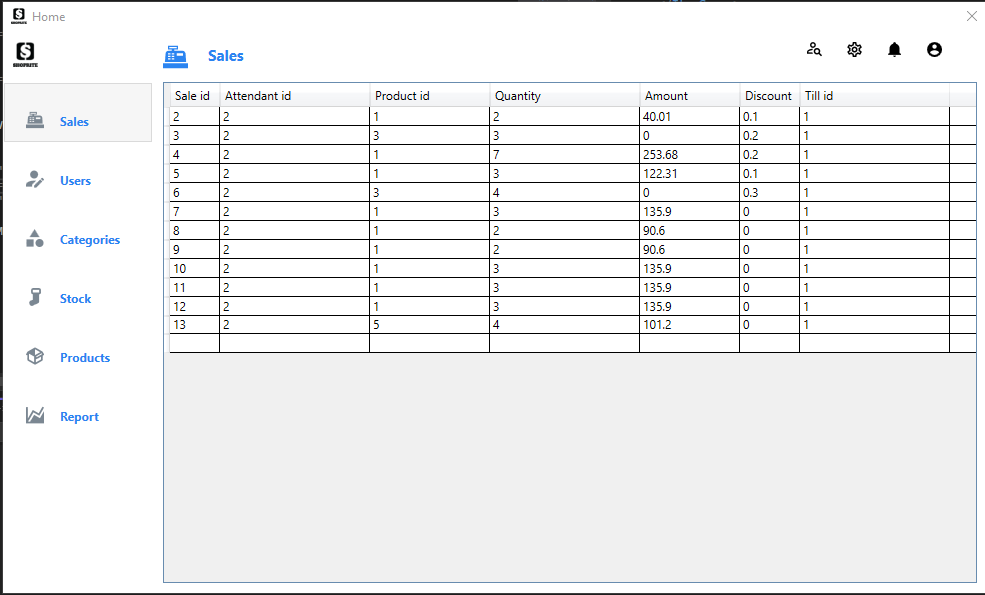 Home
SHOPRITE
Sales
Sales
Users
Categories
Stock
Products
Report
Sale id Attendant id Product id Quantity Amount Discount Till id
2 2 1 2 40.01 0.1 1
3 2 3 3 0 0.2 1
4 2 1 7 253.68 0.2 1
5 2 1 3 122.31 0.1 1
6 2 3 4 0 0.3 1
7 2 1 3 135.9 0 1
8 2 1 2 90.6 0 1
9 2 1 2 90.6 0 1
10 2 1 3 135.9 0 1
11 2 1 3 135.9 0 1
12 2 1 3 135.9 0 1
13 2 5 4 101.2 0 1